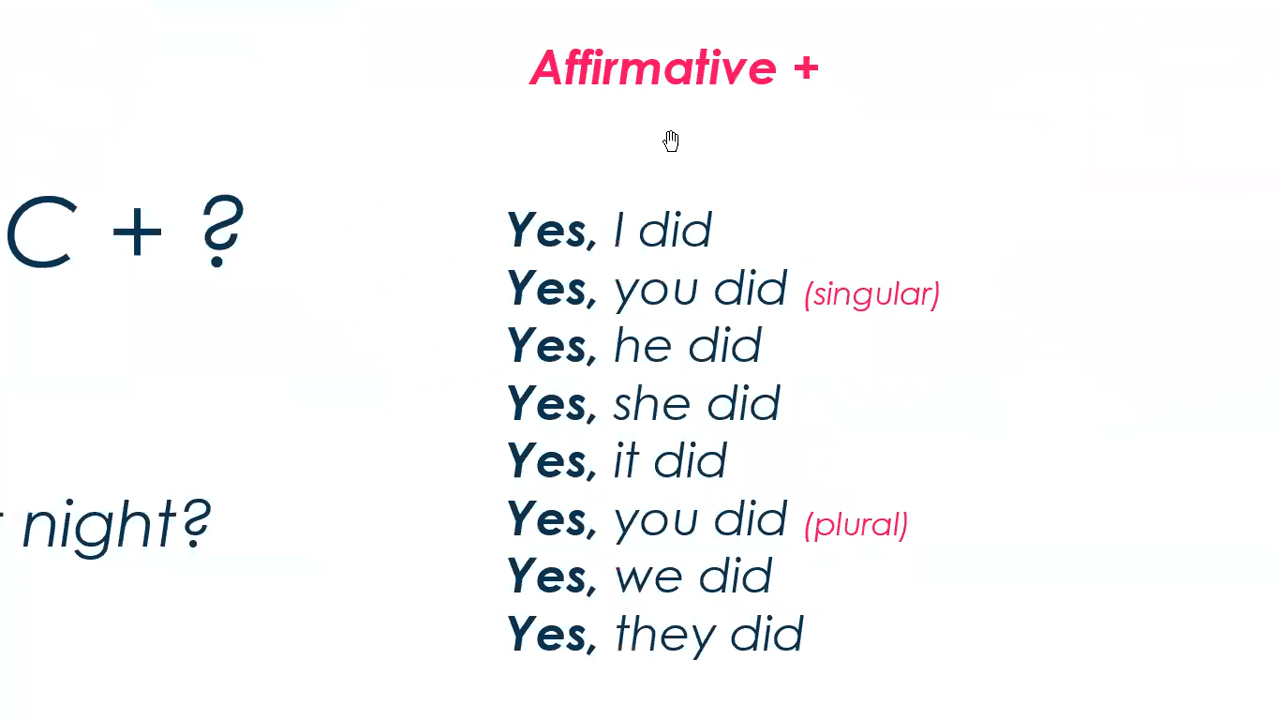 Affirmative +
C + ?
Yes, I did
Yes, you did (singular)
Yes, he did
Yes, she did
Yes, it did
night?
Yes, you did (plural)
Yes, we did
Yes, they did